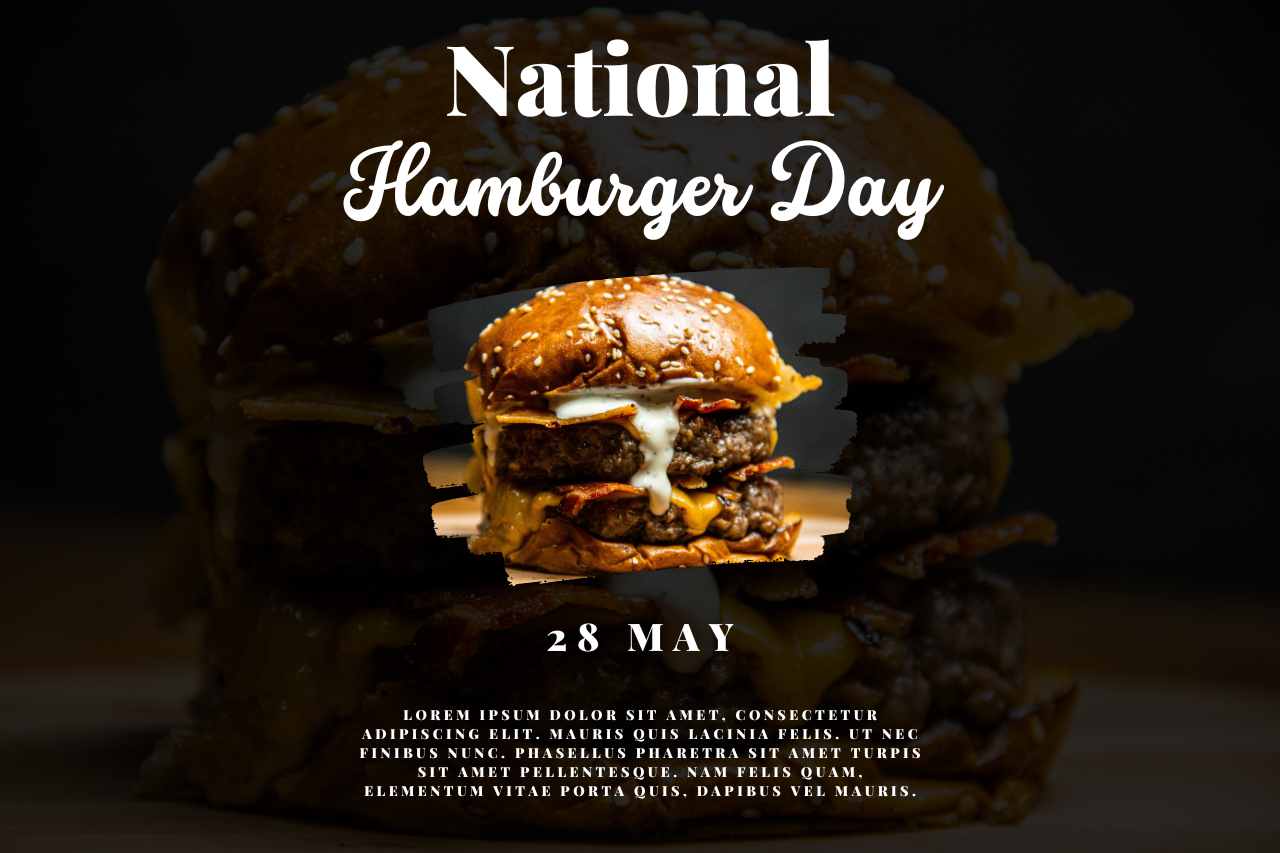 National
Hamburger Day
28 MAY
LOREM IPSUM DOLOR SIT AMET, CONSECTETUR
ADIPISCING ELIT. MAURIS QUIS LACINIA FELIS. UT NEC
FINIBUS NUNC. PHASELLUS PHARETRA SIT AMET TURPIS
SIT AMET PELLENTESQUE. NAM FELIS QUAM,
ELEMENTUM VITAE PORTA QUIS, DAPIBUS VEL MAURIS.